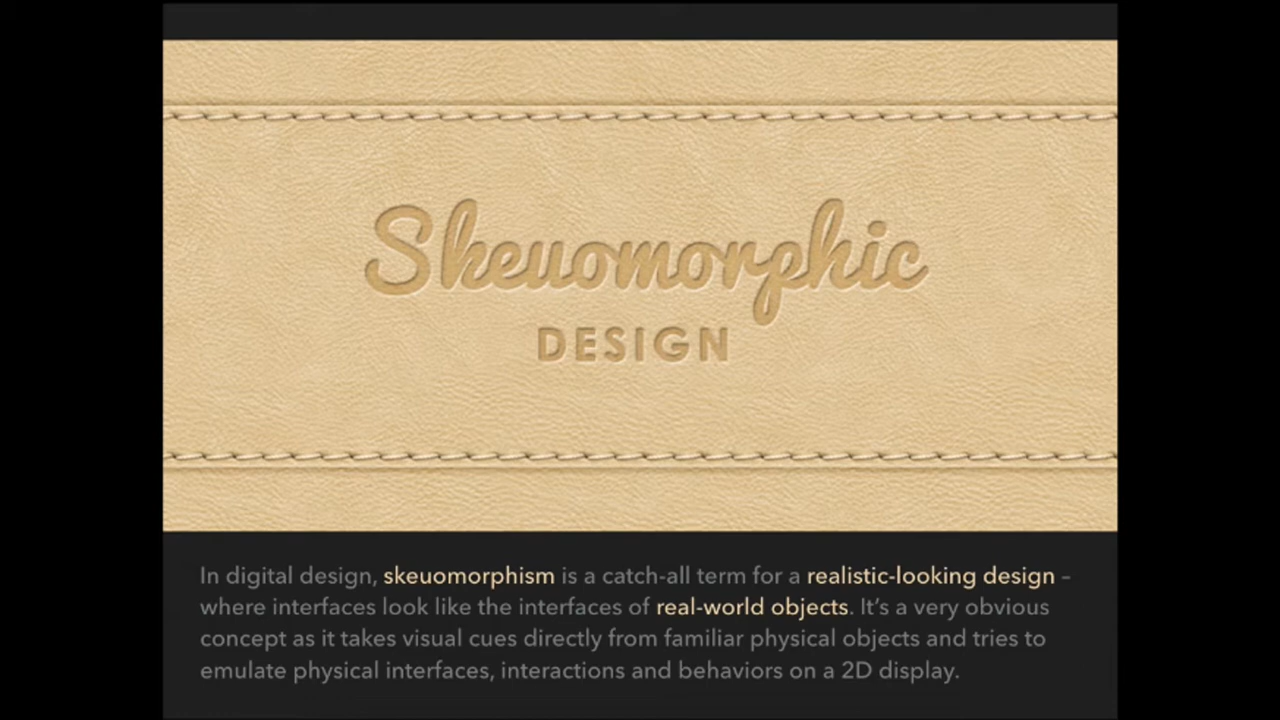 Skeuomorphic
DESIGN
In digital design, skeuomorphism is a catch-all term for a realistic-looking design –
where interfaces look like the interfaces of real-world objects. It’s a very obvious
concept as it takes visual cues directly from familiar physical objects and tries to
emulate physical interfaces, interactions and behaviors on a 2D display.